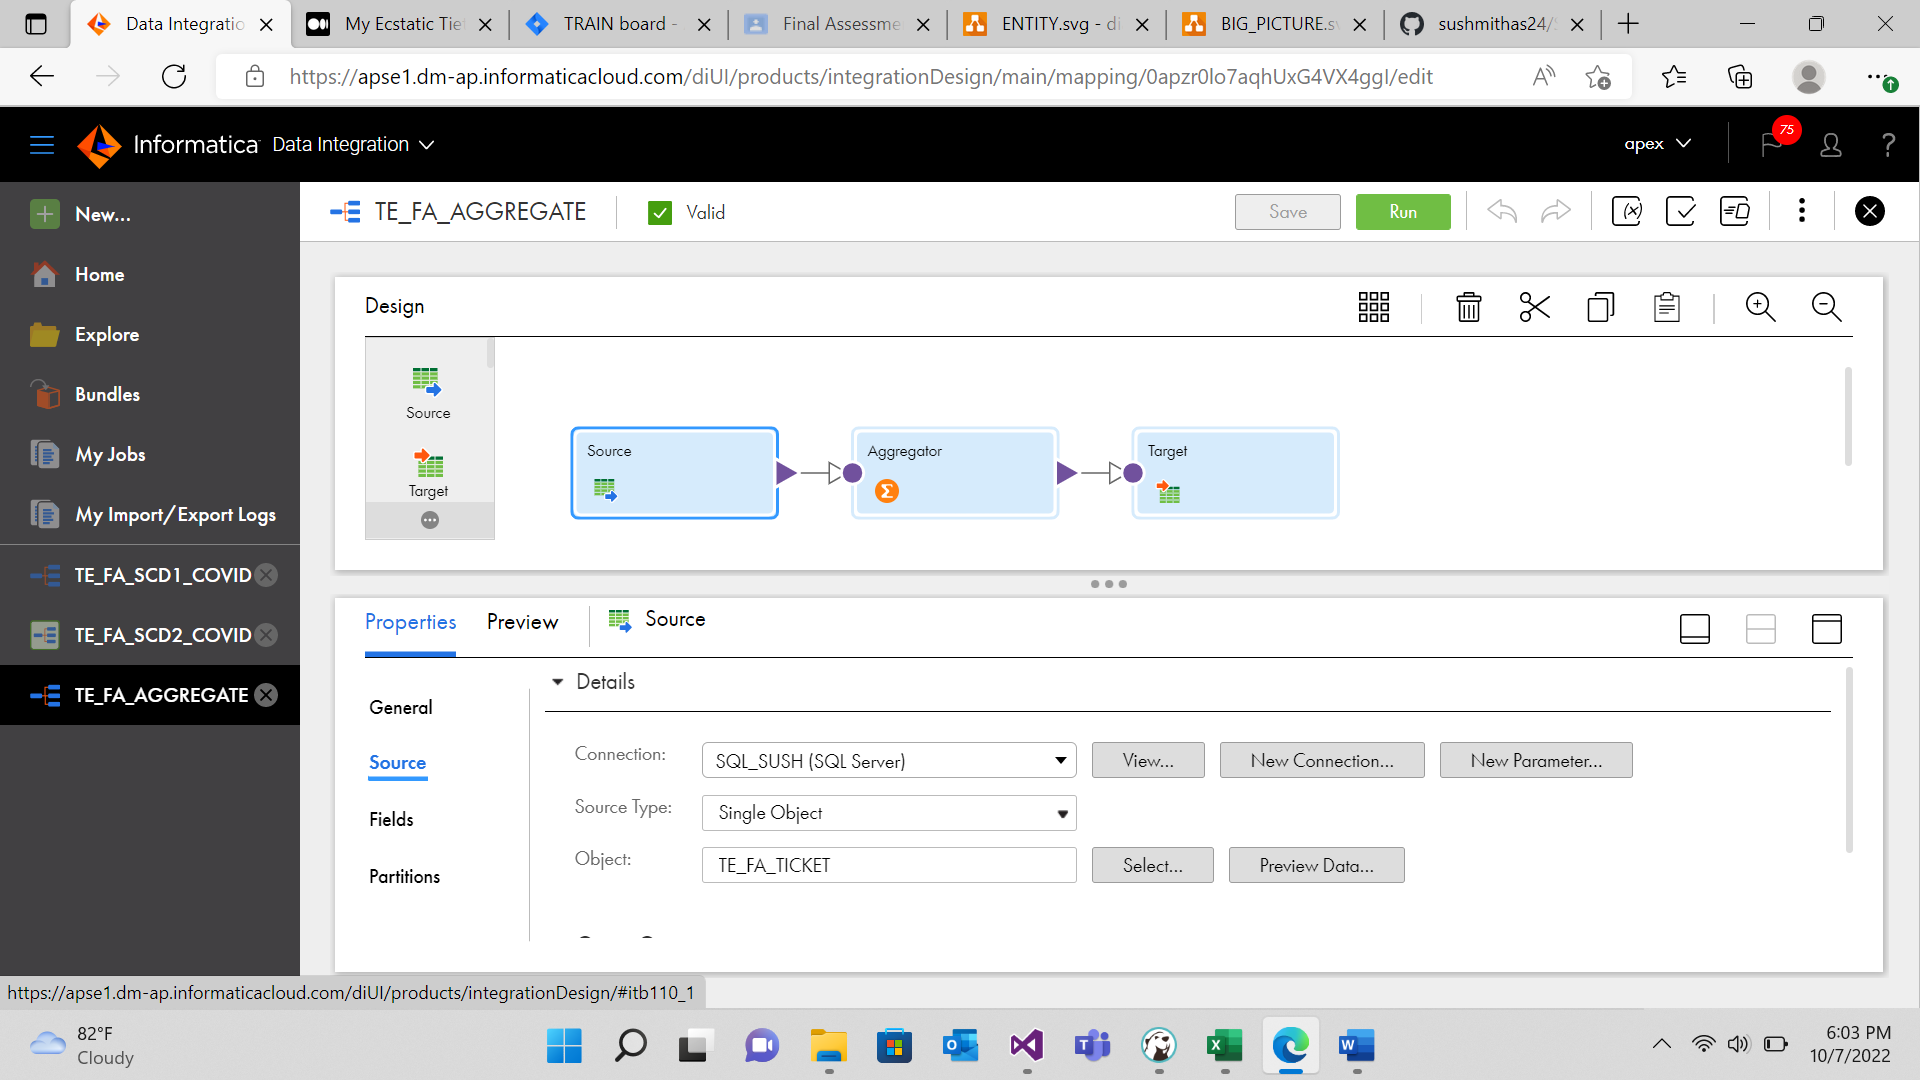 Data Integratio
My Ecstatic Tief
TRAIN board -
Final Assessme
ENTITY.svg - di
BIG_PICTURE.sv
sushmithas24/S
https://apse1.dm-ap.informaticacloud.com/diUI/products/integrationDesign/main/mapping/0apzr0lo7aqhUxG4VX4ggI/edit
Informatica Data Integration
apex
75
?
New...
Home
Explore
Bundles
My Jobs
My Import/Export Logs
TE_FA_SCD1_COVID
TE_FA_SCD2_COVID
TE_FA_AGGREGATE
TE_FA_AGGREGATE
Valid
Save
Run
Design
Source
Target
Source
Aggregator
Target
Properties
Preview
Source
General
Source
Fields
Partitions
Details
Connection:
SQL_SUSH (SQL Server)
View...
New Connection...
New Parameter...
Source Type:
Single Object
Object:
TE_FA_TICKET
Select...
Preview Data...
https://apse1.dm-ap.informaticacloud.com/diUI/products/integrationDesign/#itb110_1
82°F
Cloudy
6:03 PM
10/7/2022